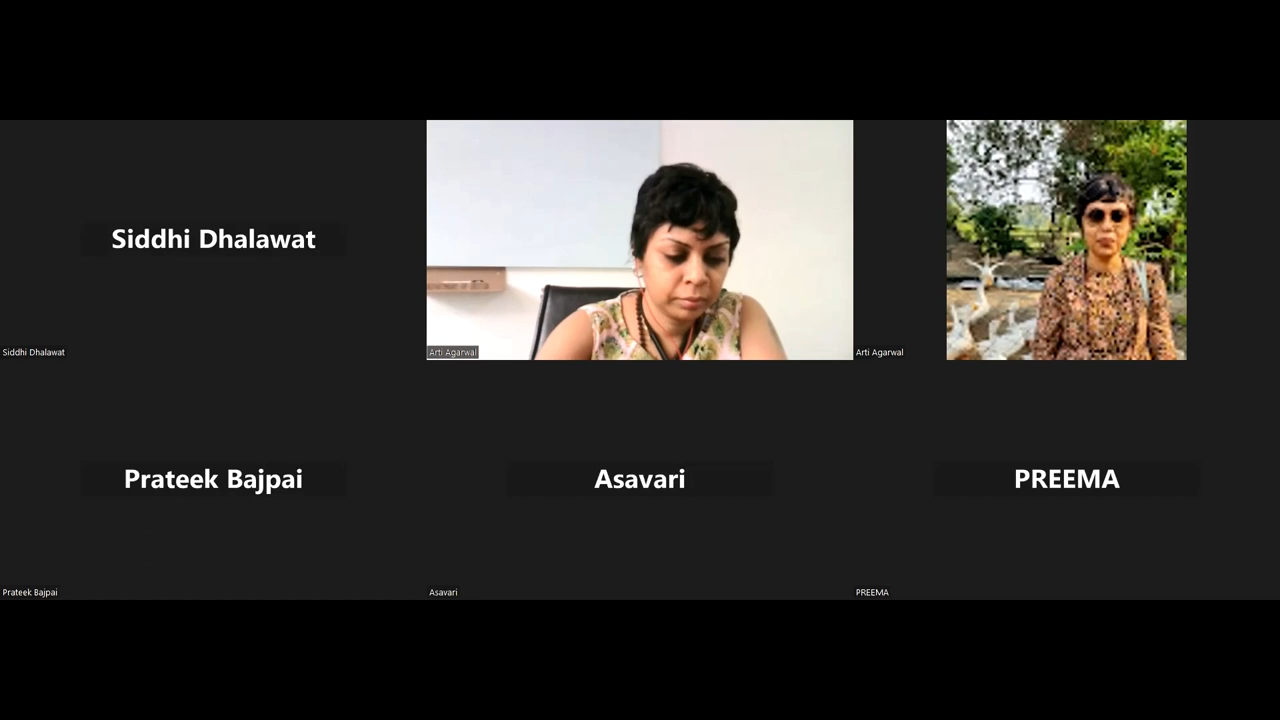 Siddhi Dhalawat
Siddhi Dhalawat
Arti Agarwal
Arti Agarwal
Prateek Bajpai
Asavari
PREEMA
Prateek Bajpai
Asavari
PREEMA